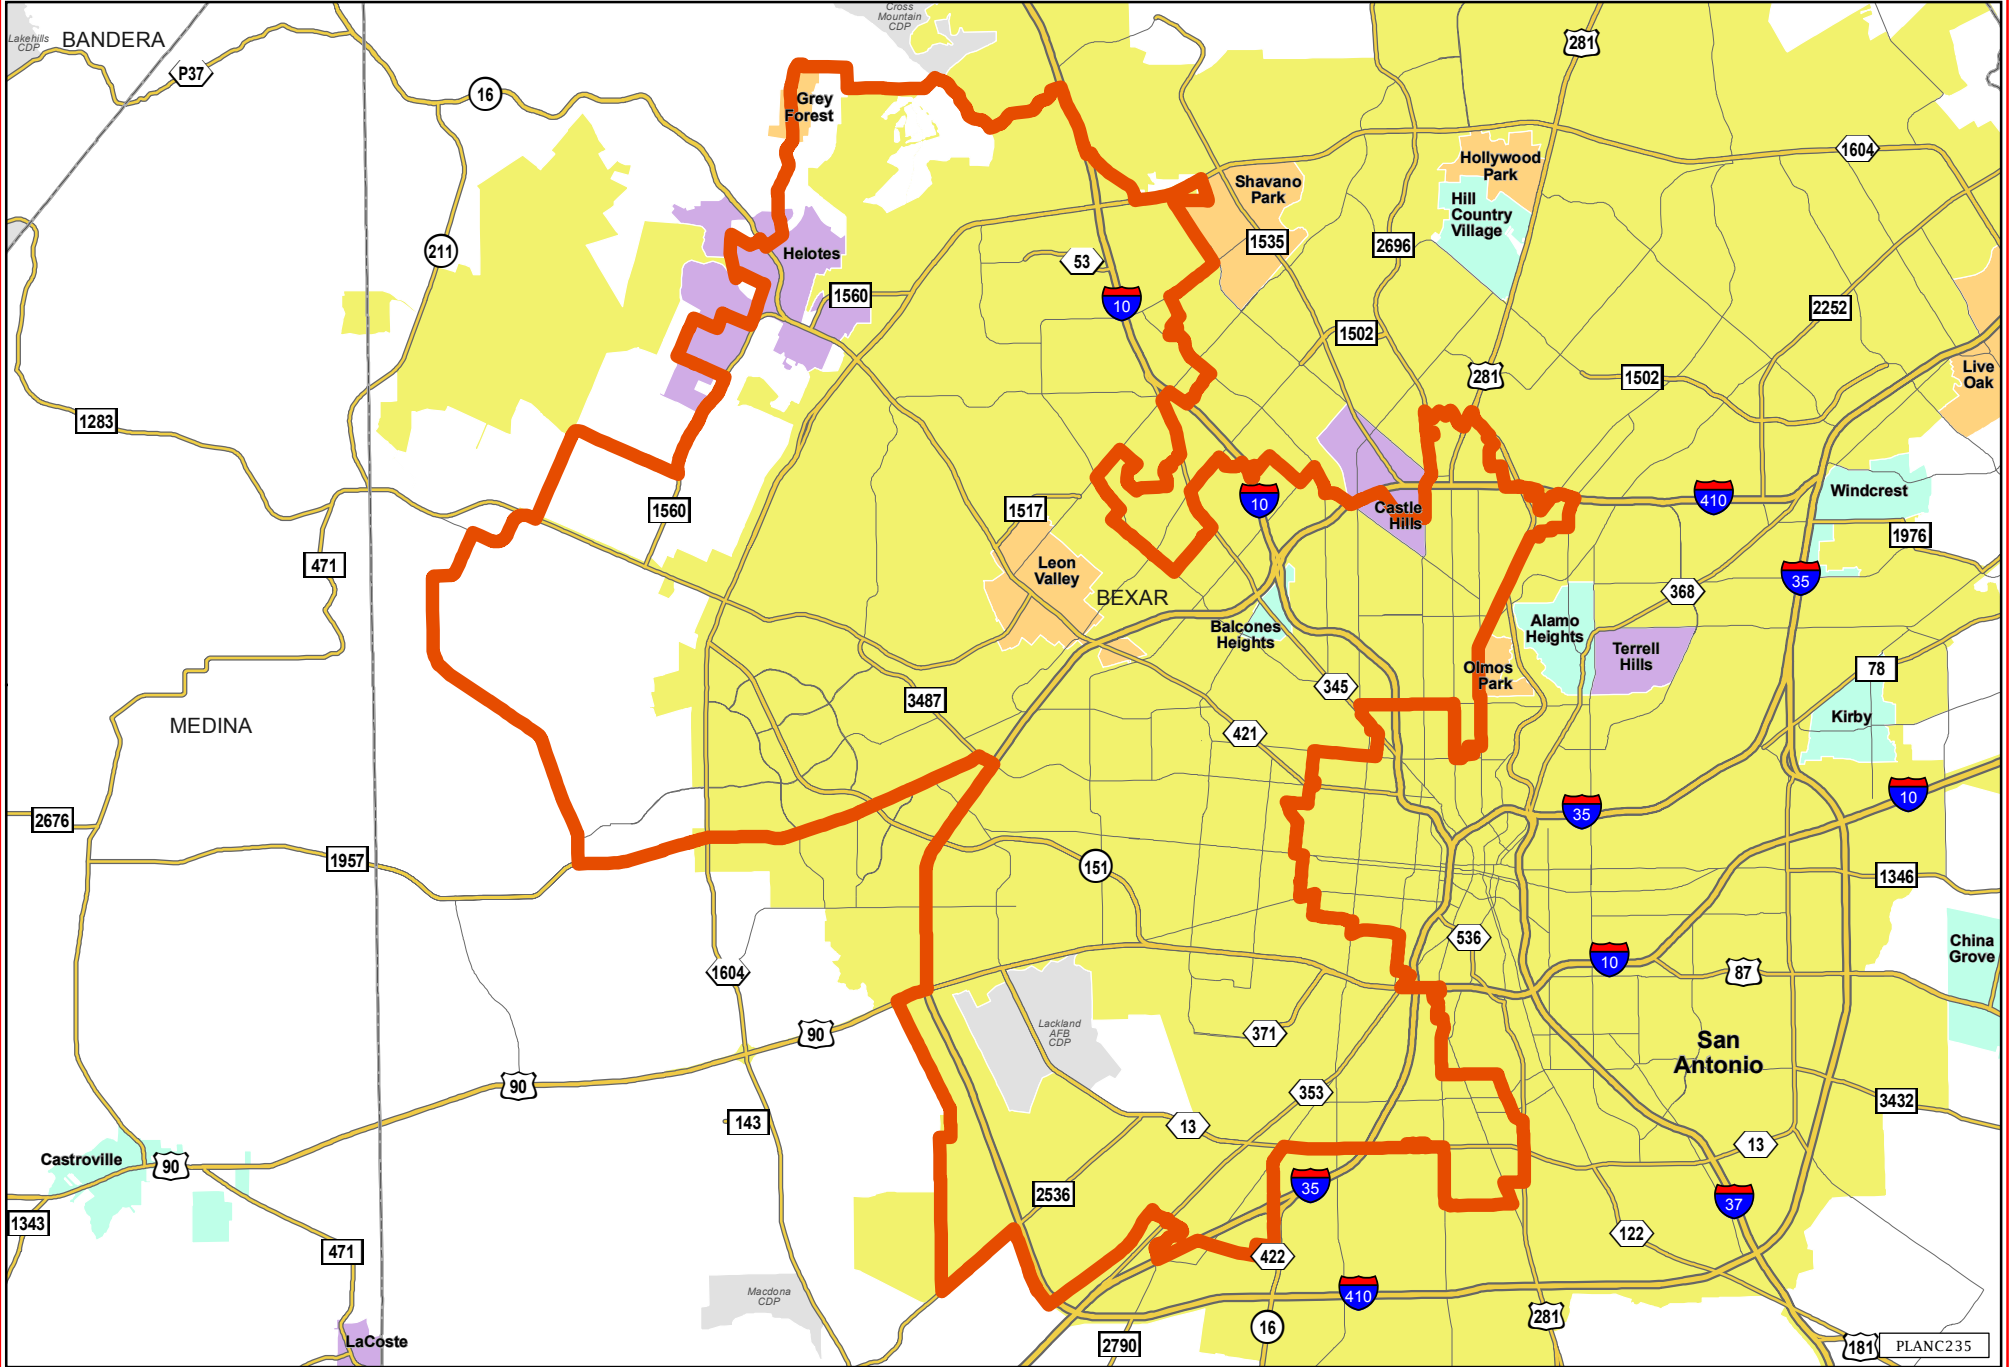 Cross
Mountain
CDP
Lakehills
CDP
BANDERA
281
P37
16
Grey
Forest
1604
Hollywood
Park
Shavano
Park
Hill
Country
Village
211
Helotes
53
1535
2696
1560
10
2252
1502
281
1502
Live
Oak
1283
1560
1517
10
Castle
Hills
410
Windcrest
1976
471
Leon
Valley
BEXAR
35
368
Balcones
Heights
Alamo
Heights
Terrell
Hills
Olmos
Park
78
345
3487
Kirby
MEDINA
421
10
2676
35
1957
151
1346
536
China
Grove
1604
10
87
Lackland
AFB
CDP
90
371
San
Antonio
90
353
3432
143
13
13
Castroville
90
2536
35
37
1343
471
422
122
410
Macdona
CDP
16
281
LaCoste
2790
181
PLANC235